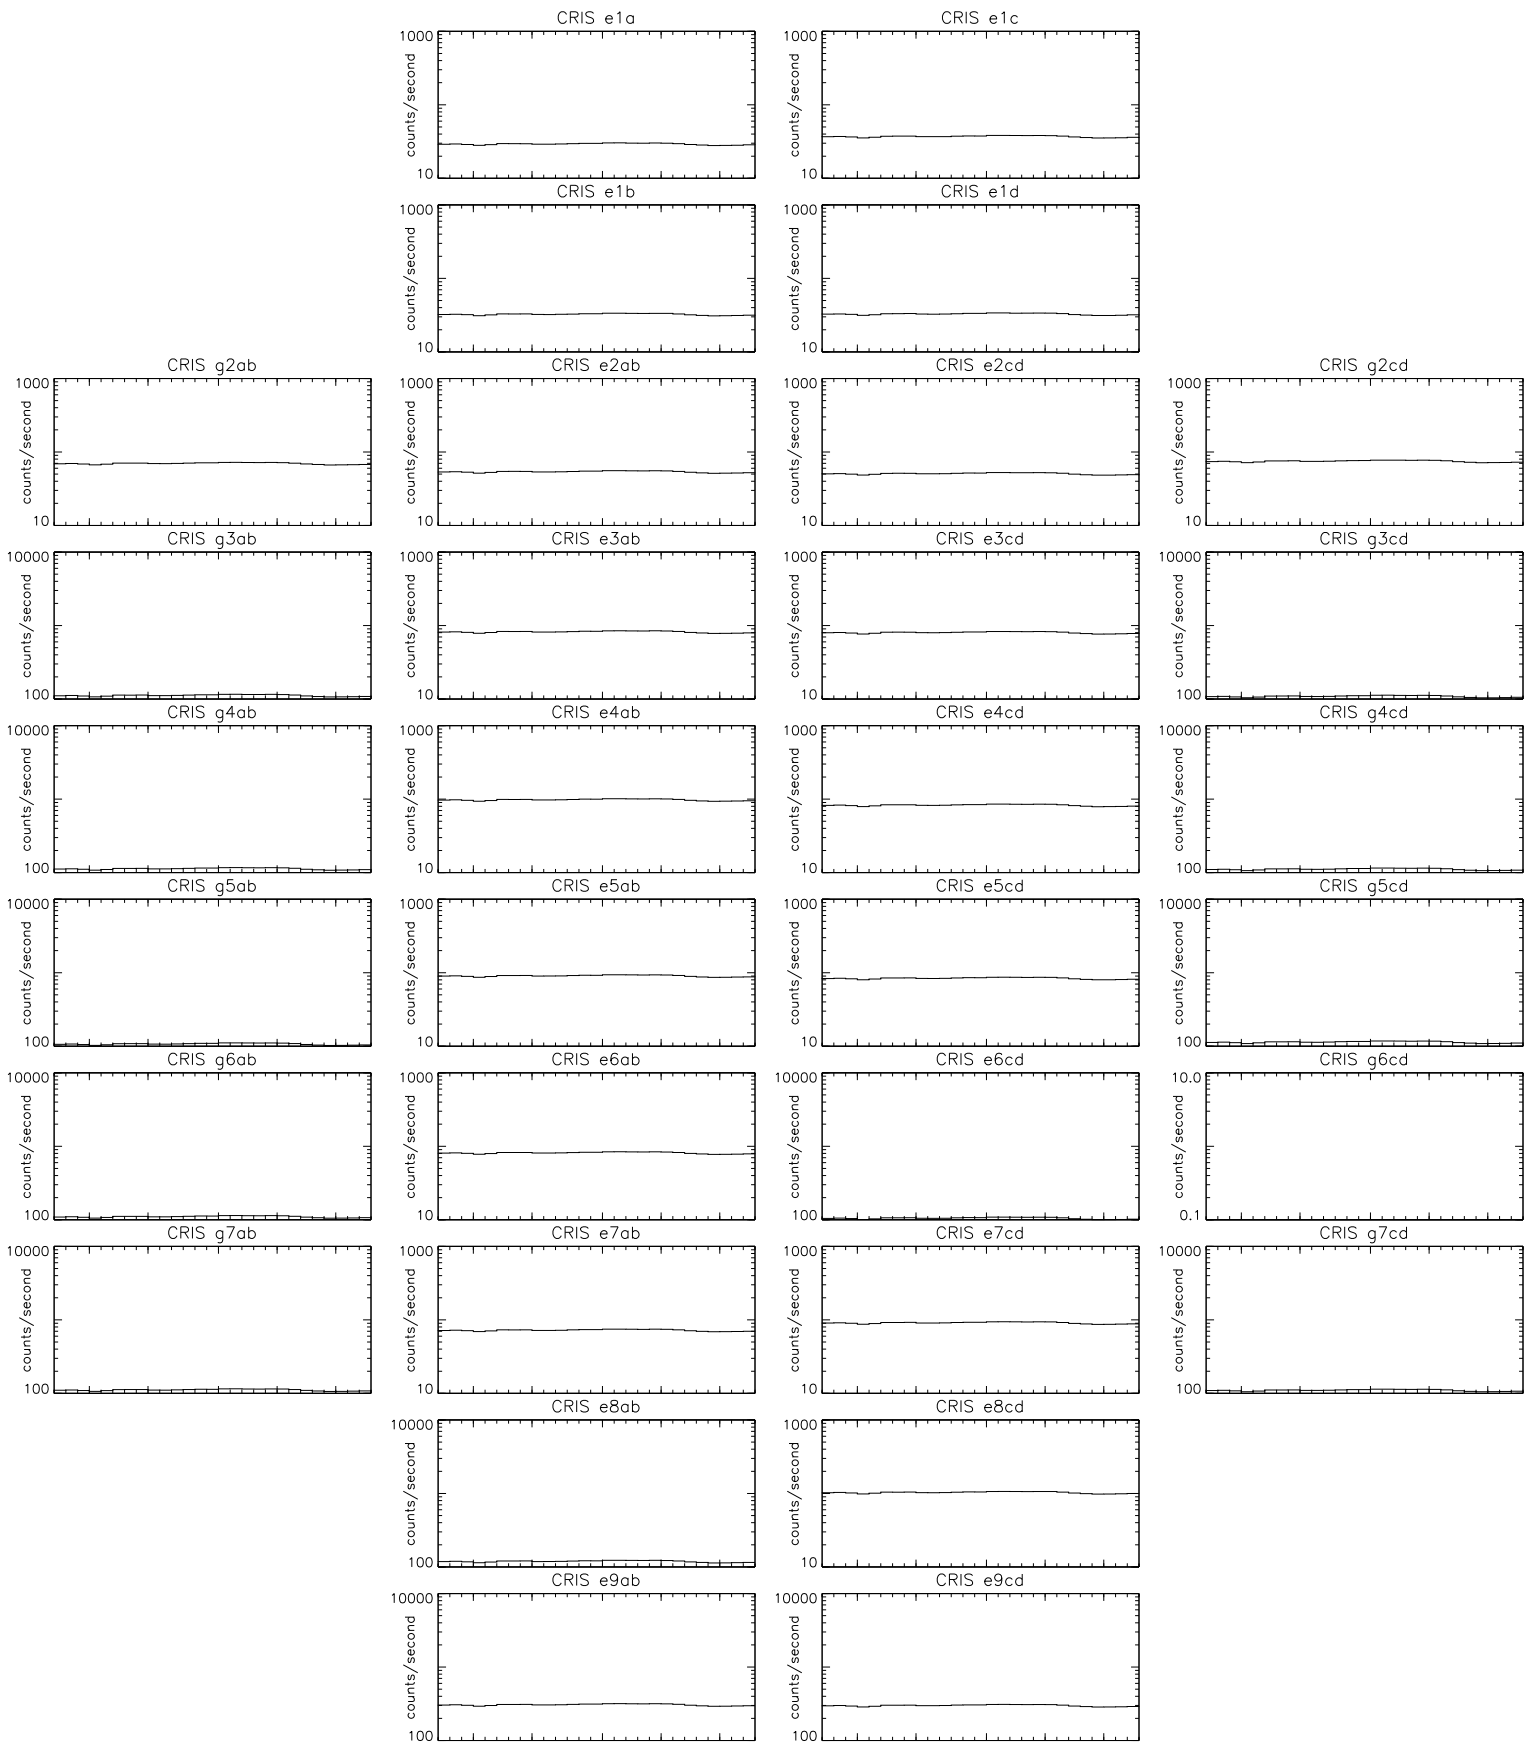 CRIS e1a
CRIS e1c
1000
counts/second
10
1000
counts/second
10
CRIS e1b
CRIS e1d
1000
counts/second
10
1000
counts/second
10
CRIS g2ab
CRIS e2ab
CRIS e2cd
CRIS g2cd
1000
counts/second
10
1000
counts/second
10
1000
counts/second
10
1000
counts/second
10
CRIS g3ab
CRIS e3ab
CRIS e3cd
CRIS g3cd
10000
counts/second
100
1000
counts/second
10
1000
counts/second
10
10000
counts/second
100
CRIS g4ab
CRIS e4ab
CRIS e4cd
CRIS g4cd
10000
counts/second
100
1000
counts/second
10
1000
counts/second
10
10000
counts/second
100
CRIS g5ab
CRIS e5ab
CRIS e5cd
CRIS g5cd
10000
counts/second
100
1000
counts/second
10
1000
counts/second
10
10000
counts/second
100
CRIS g6ab
CRIS e6ab
CRIS e6cd
CRIS g6cd
10000
counts/second
100
1000
counts/second
10
10000
counts/second
100
10.0
counts/second
0.1
CRIS g7ab
CRIS e7ab
CRIS e7cd
CRIS g7cd
10000
counts/second
100
1000
counts/second
10
1000
counts/second
10
10000
counts/second
100
CRIS e8ab
CRIS e8cd
10000
counts/second
100
1000
counts/second
10
CRIS e9ab
CRIS e9cd
10000
counts/second
100
10000
counts/second
100